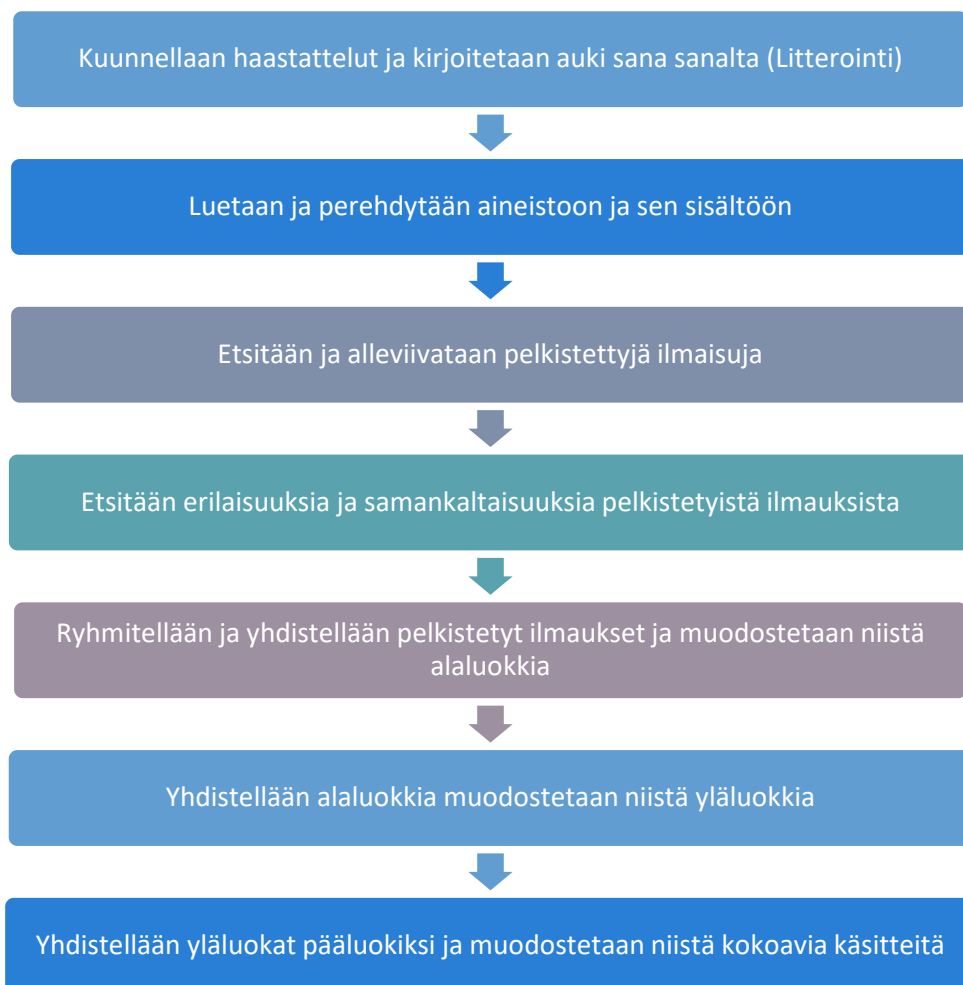 Kuunnellaan haastattelut ja kirjoitetaan auki sana sanalta (Litterointi)
Luetaan ja perehdytään aineistoon ja sen sisältöön
Etsitään ja alleviivataan pelkistettyjä ilmaisuja
Etsitään erilaisuuksia ja samankaltaisuuksia pelkistetyistä ilmauksista
Ryhmitellään ja yhdistellään pelkistetyt ilmaukset ja muodostetaan niistä
alaluokkia
Yhdistellään alaluokkia muodostetaan niistä yläluokkia
Yhdistellään yläluokat pääluokiksi ja muodostetaan niistä kokoavia käsitteitä